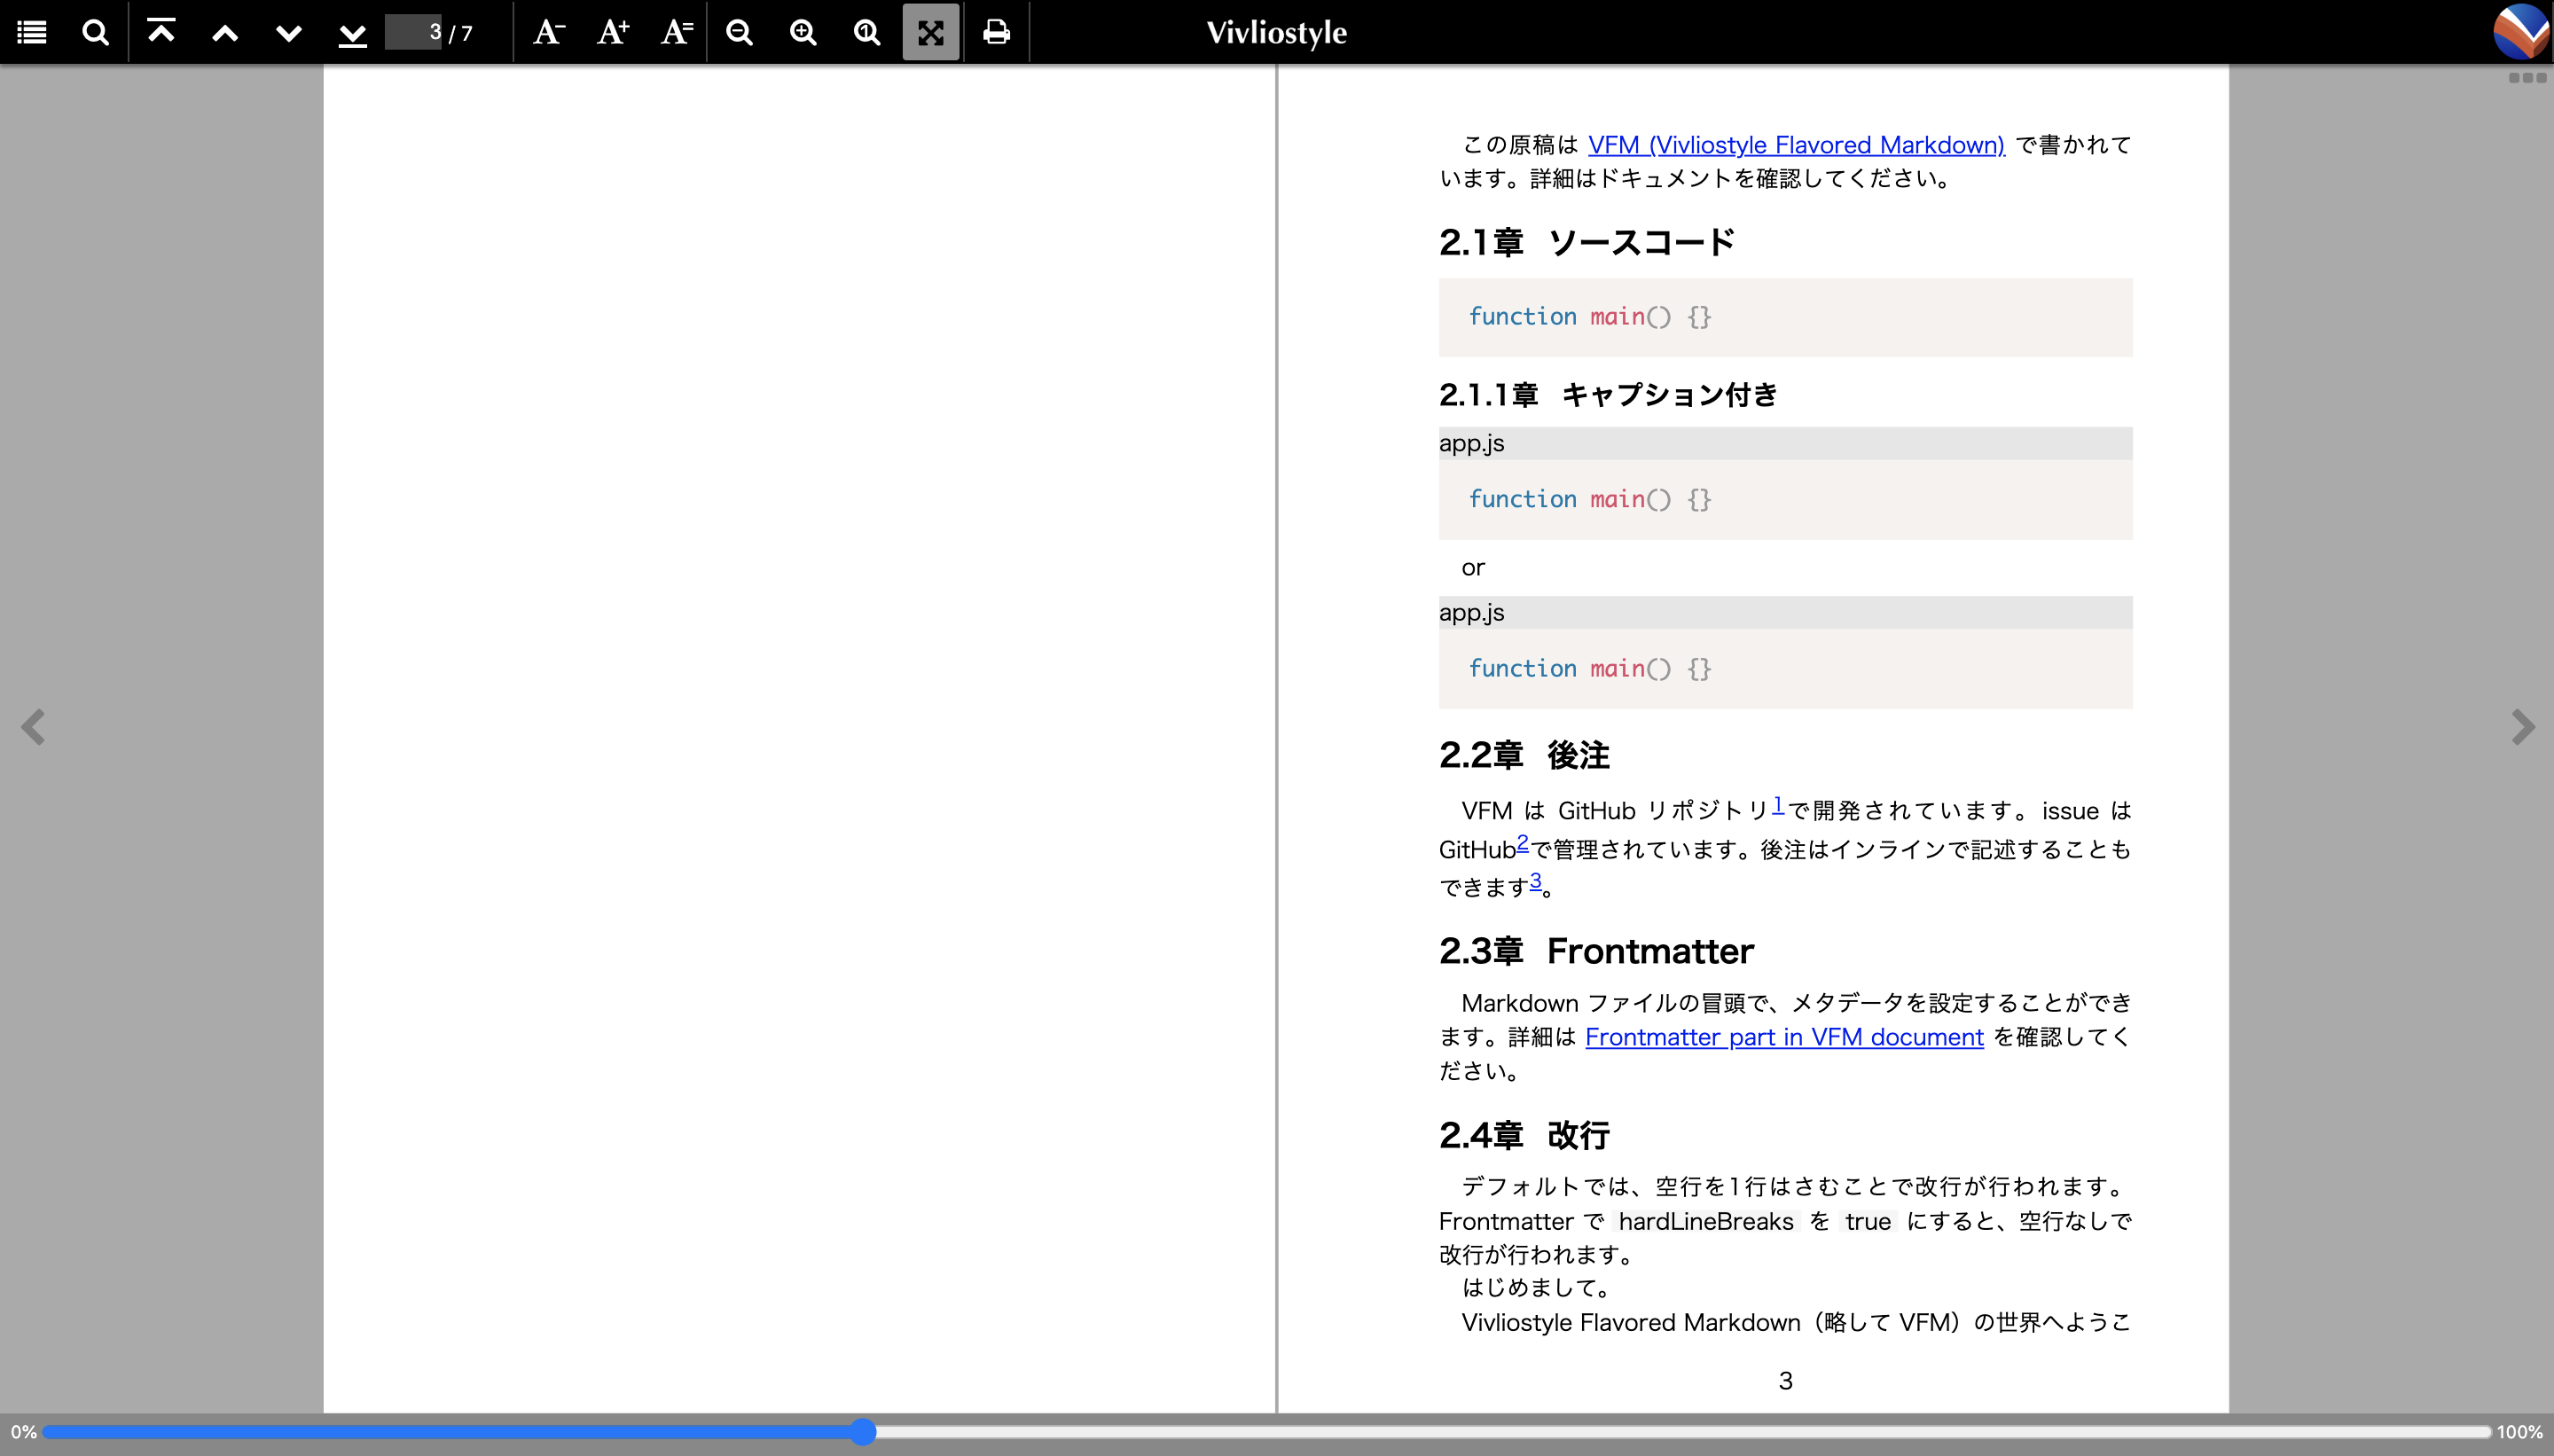 3 / 7
A-
A+
A=
Vivliostyle
この原稿は VFM (Vivliostyle Flavored Markdown) で書かれて
います。詳細はドキュメントを確認してください。
2.1章 ソースコード
function main() {}
2.1.1章 キャプション付き
app.js
function main() {}
or
app.js
function main() {}
2.2章 後注
VFM は GitHub リポジトリ1で開発されています。issue は
GitHub2で管理されています。後注はインラインで記述することも
できます3。
2.3章 Frontmatter
Markdown ファイルの冒頭で、メタデータを設定することができ
ます。詳細は Frontmatter part in VFM document を確認してく
ださい。
2.4章 改行
デフォルトでは、空行を1行はさむことで改行が行われます。
Frontmatter で hardLineBreaks を true にすると、空行なしで
改行が行われます。
はじめまして。
Vivliostyle Flavored Markdown（略して VFM）の世界へようこ
3
0%
100%